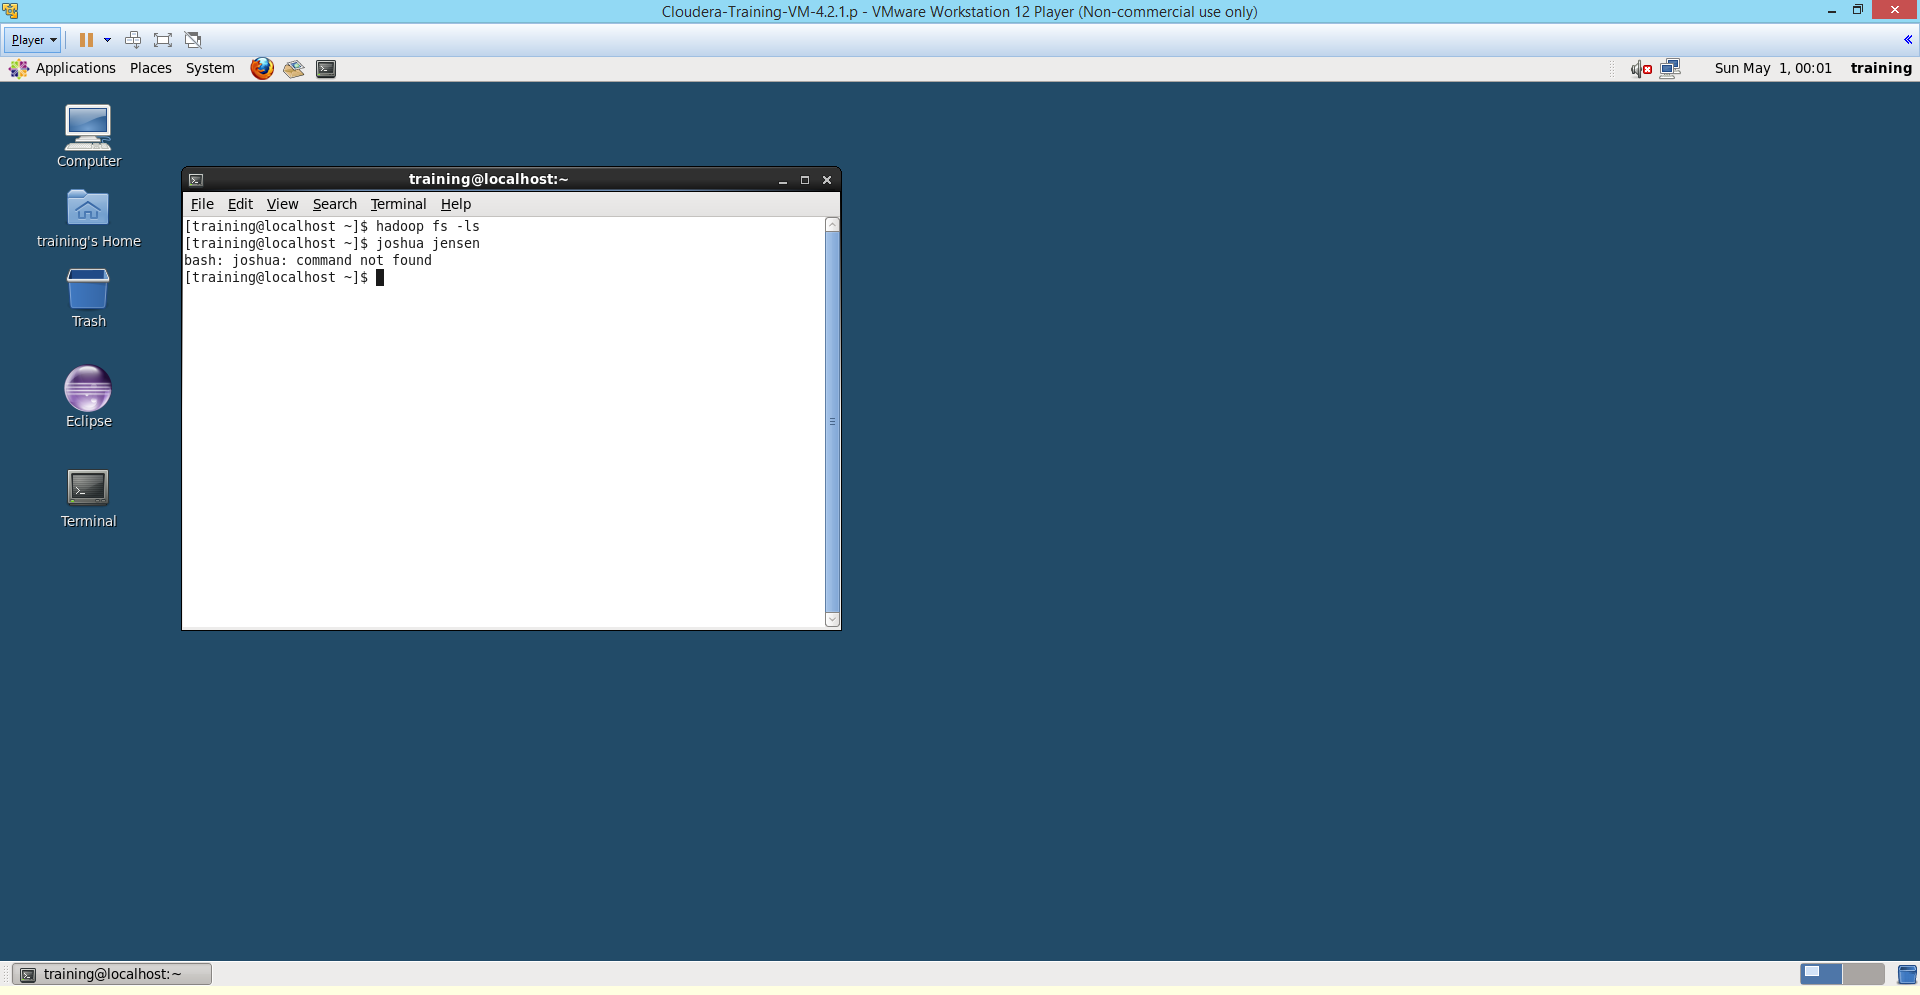 Cloudera-Training-VM-4.2.1.p - VMware Workstation 12 Player (Non-commercial use only)
Player
Applications Places System Sun May 1, 00:01 training
Computer
training's Home
Trash
Eclipse
Terminal
training@localhost:~
File Edit View Search Terminal Help
[training@localhost ~]$ hadoop fs -ls
[training@localhost ~]$ joshua jensen
bash: joshua: command not found
[training@localhost ~]$
training@localhost:~